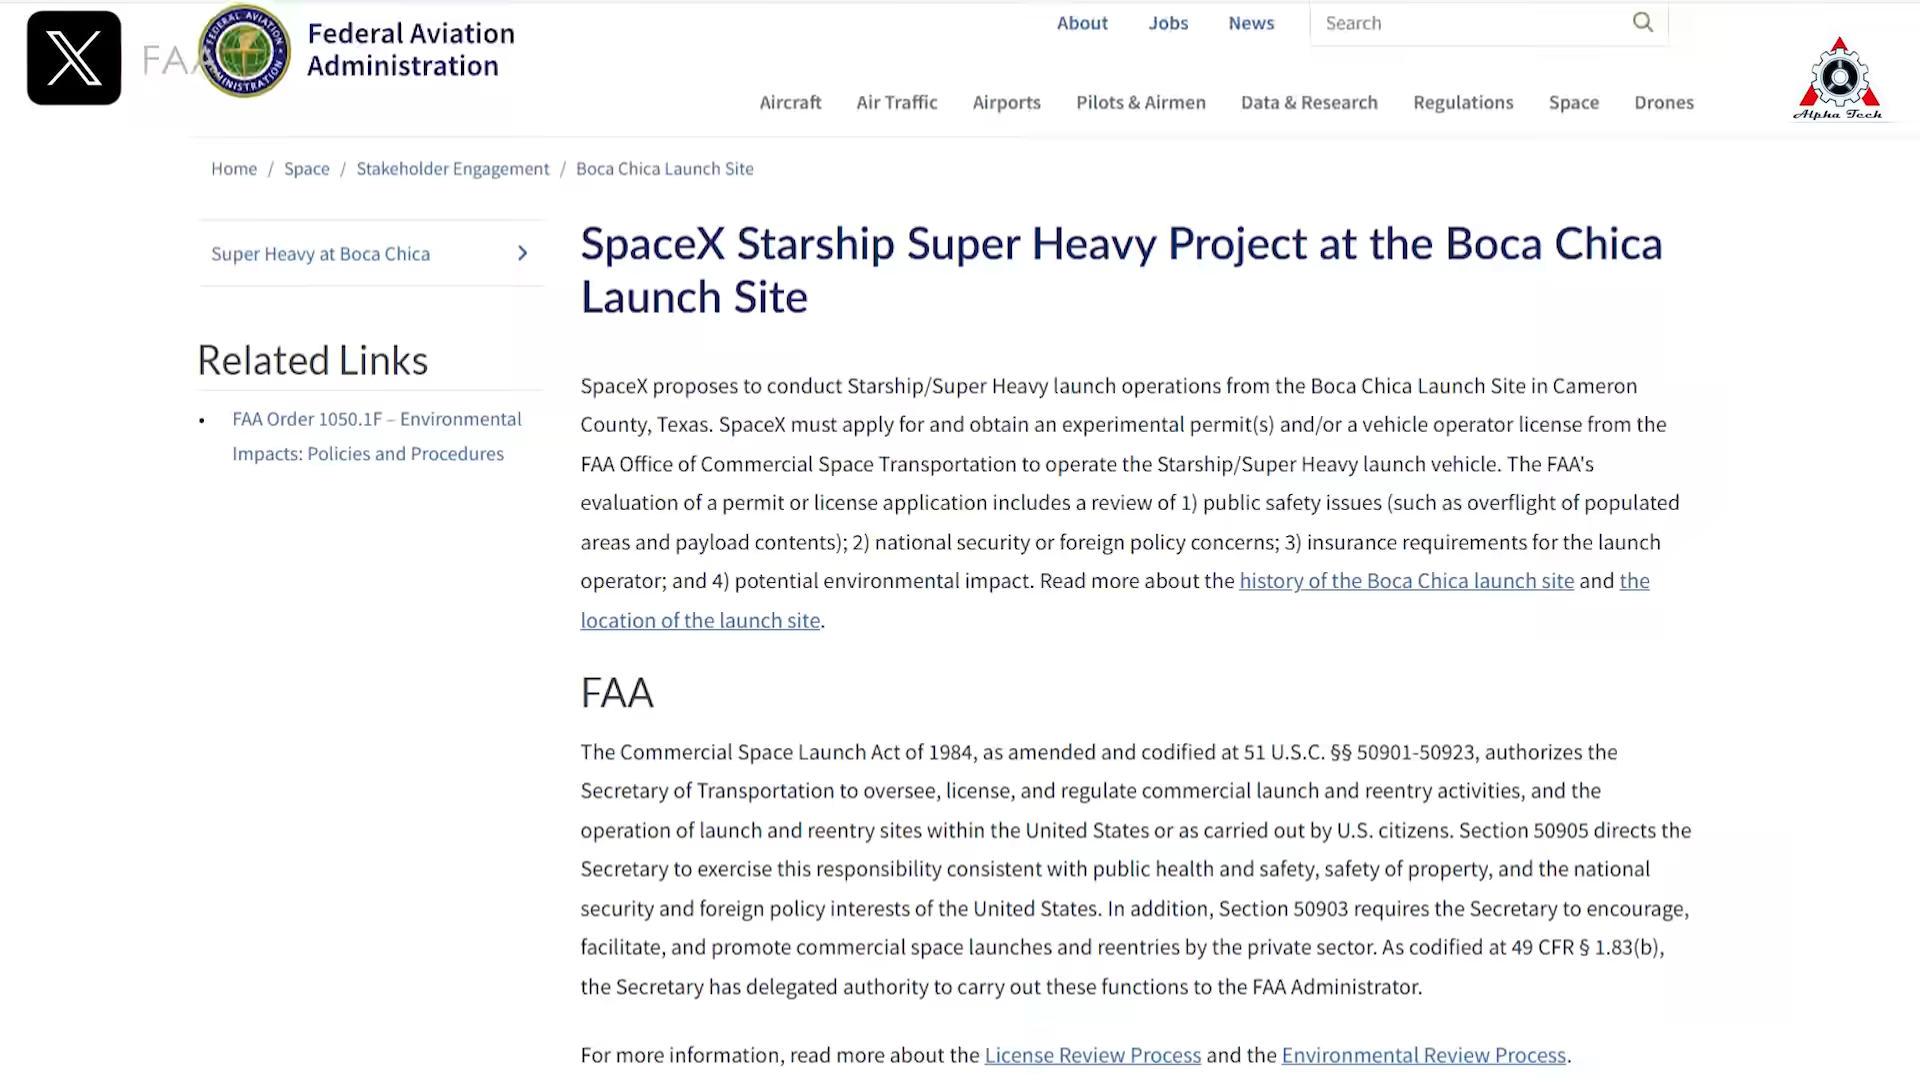 FAA
Federal Aviation
Administration
About Jobs News Search
Alpha Tech
Aircraft Air Traffic Airports Pilots & Airmen Data & Research Regulations Space Drones
Home / Space / Stakeholder Engagement / Boca Chica Launch Site
Super Heavy at Boca Chica
Related Links
• FAA Order 1050.1F – Environmental
Impacts: Policies and Procedures
SpaceX Starship Super Heavy Project at the Boca Chica
Launch Site
SpaceX proposes to conduct Starship/Super Heavy launch operations from the Boca Chica Launch Site in Cameron
County, Texas. SpaceX must apply for and obtain an experimental permit(s) and/or a vehicle operator license from the
FAA Office of Commercial Space Transportation to operate the Starship/Super Heavy launch vehicle. The FAA's
evaluation of a permit or license application includes a review of 1) public safety issues (such as overflight of populated
areas and payload contents); 2) national security or foreign policy concerns; 3) insurance requirements for the launch
operator; and 4) potential environmental impact. Read more about the history of the Boca Chica launch site and the
location of the launch site.
FAA
The Commercial Space Launch Act of 1984, as amended and codified at 51 U.S.C. §§ 50901-50923, authorizes the
Secretary of Transportation to oversee, license, and regulate commercial launch and reentry activities, and the
operation of launch and reentry sites within the United States or as carried out by U.S. citizens. Section 50905 directs the
Secretary to exercise this responsibility consistent with public health and safety, safety of property, and the national
security and foreign policy interests of the United States. In addition, Section 50903 requires the Secretary to encourage,
facilitate, and promote commercial space launches and reentries by the private sector. As codified at 49 CFR § 1.83(b),
the Secretary has delegated authority to carry out these functions to the FAA Administrator.
For more information, read more about the License Review Process and the Environmental Review Process.